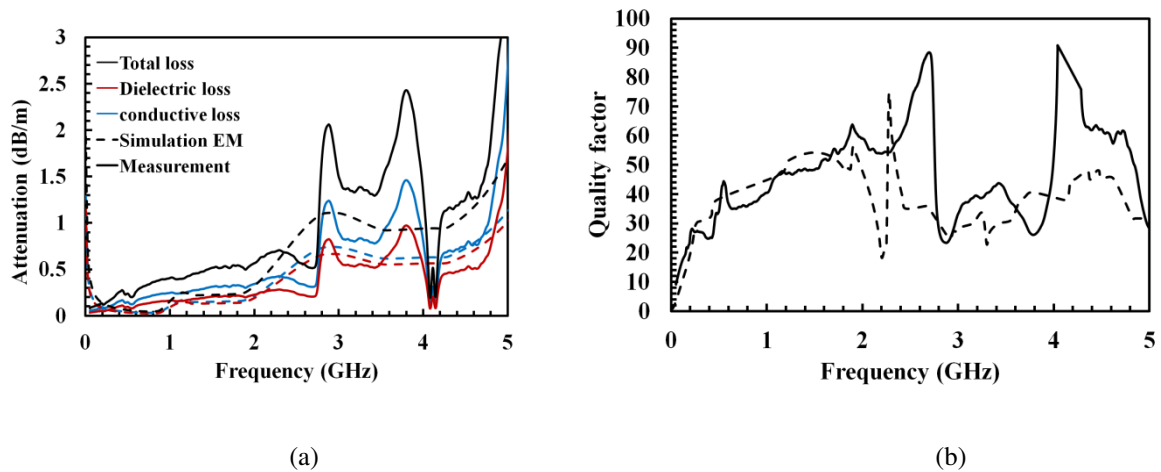 3
2.5
2
1.5
1
0.5
0
Attenuation (dB/m)
Total loss
Dielectric loss
conductive loss
Simulation EM
Measurement
0 1 2 3 4 5
Frequency (GHz)
(a)
100
90
80
70
60
50
40
30
20
10
0
Quality factor
0 1 2 3 4 5
Frequency (GHz)
(b)